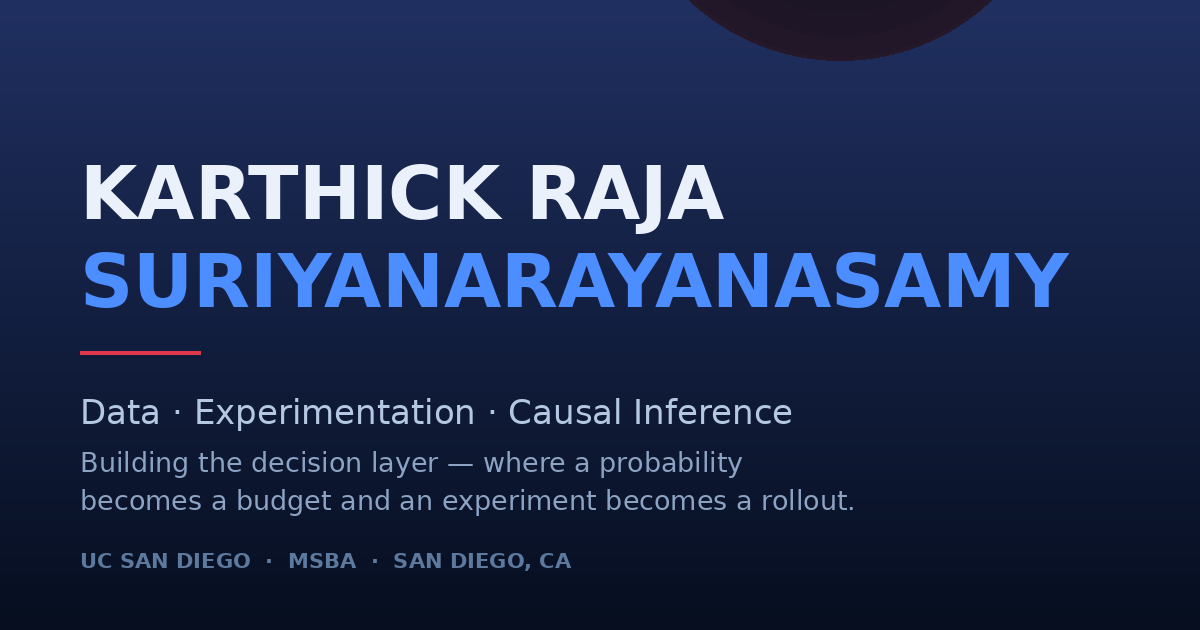 KARTHICK RAJA
SURIYANARAYANASAMY
Data · Experimentation · Causal Inference
Building the decision layer — where a probability
becomes a budget and an experiment becomes a rollout.
UC SAN DIEGO · MSBA · SAN DIEGO, CA